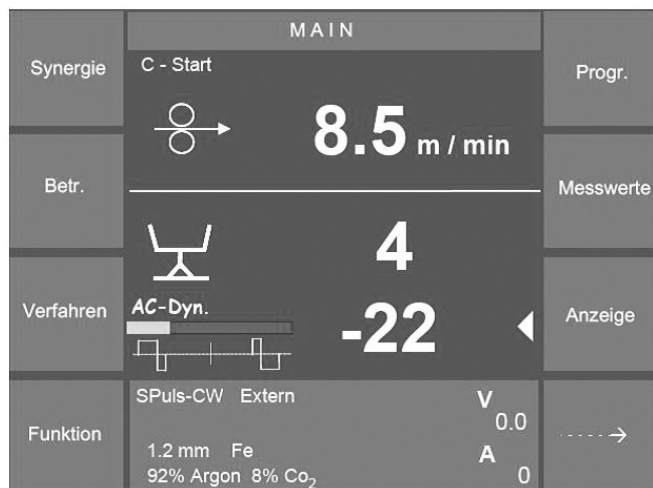 MAIN
Synergie
C - Start
Progr.
8.5 m / min
Betr.
Messwerte
4
Verfahren
AC-Dyn.
-22
Anzeige
SPuls-CW Extern
V
0.0
Funktion
1.2 mm Fe
A
92% Argon 8% Co₂
0